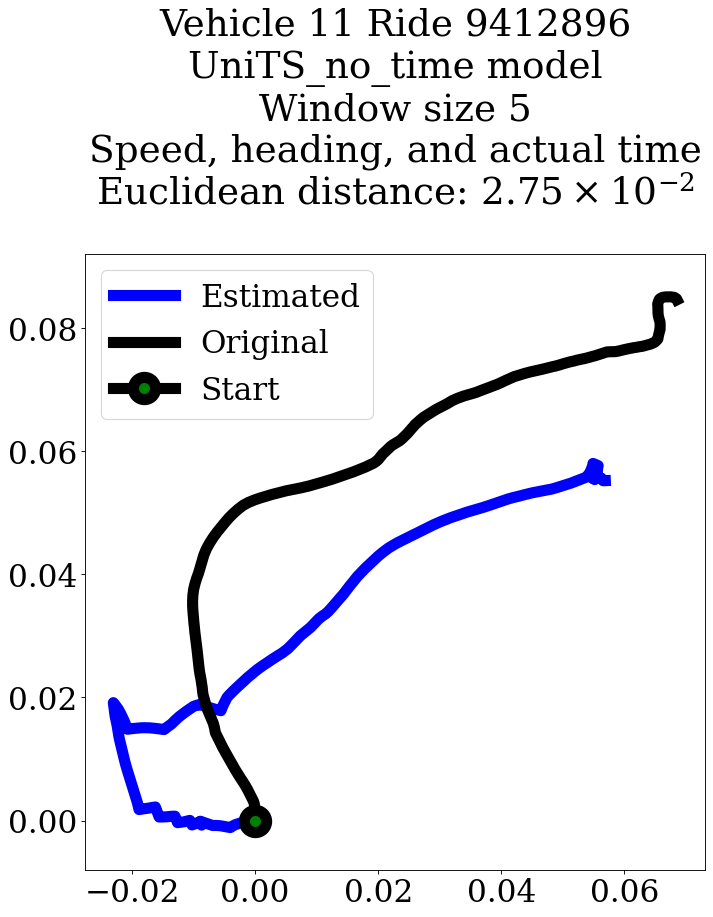 Vehicle 11 Ride 9412896
UniTS_no_time model
Window size 5
Speed, heading, and actual time
Euclidean distance: 2.75 × 10⁻²
Estimated
Original
Start
0.08
0.06
0.04
0.02
0.00
−0.02 0.00 0.02 0.04 0.06